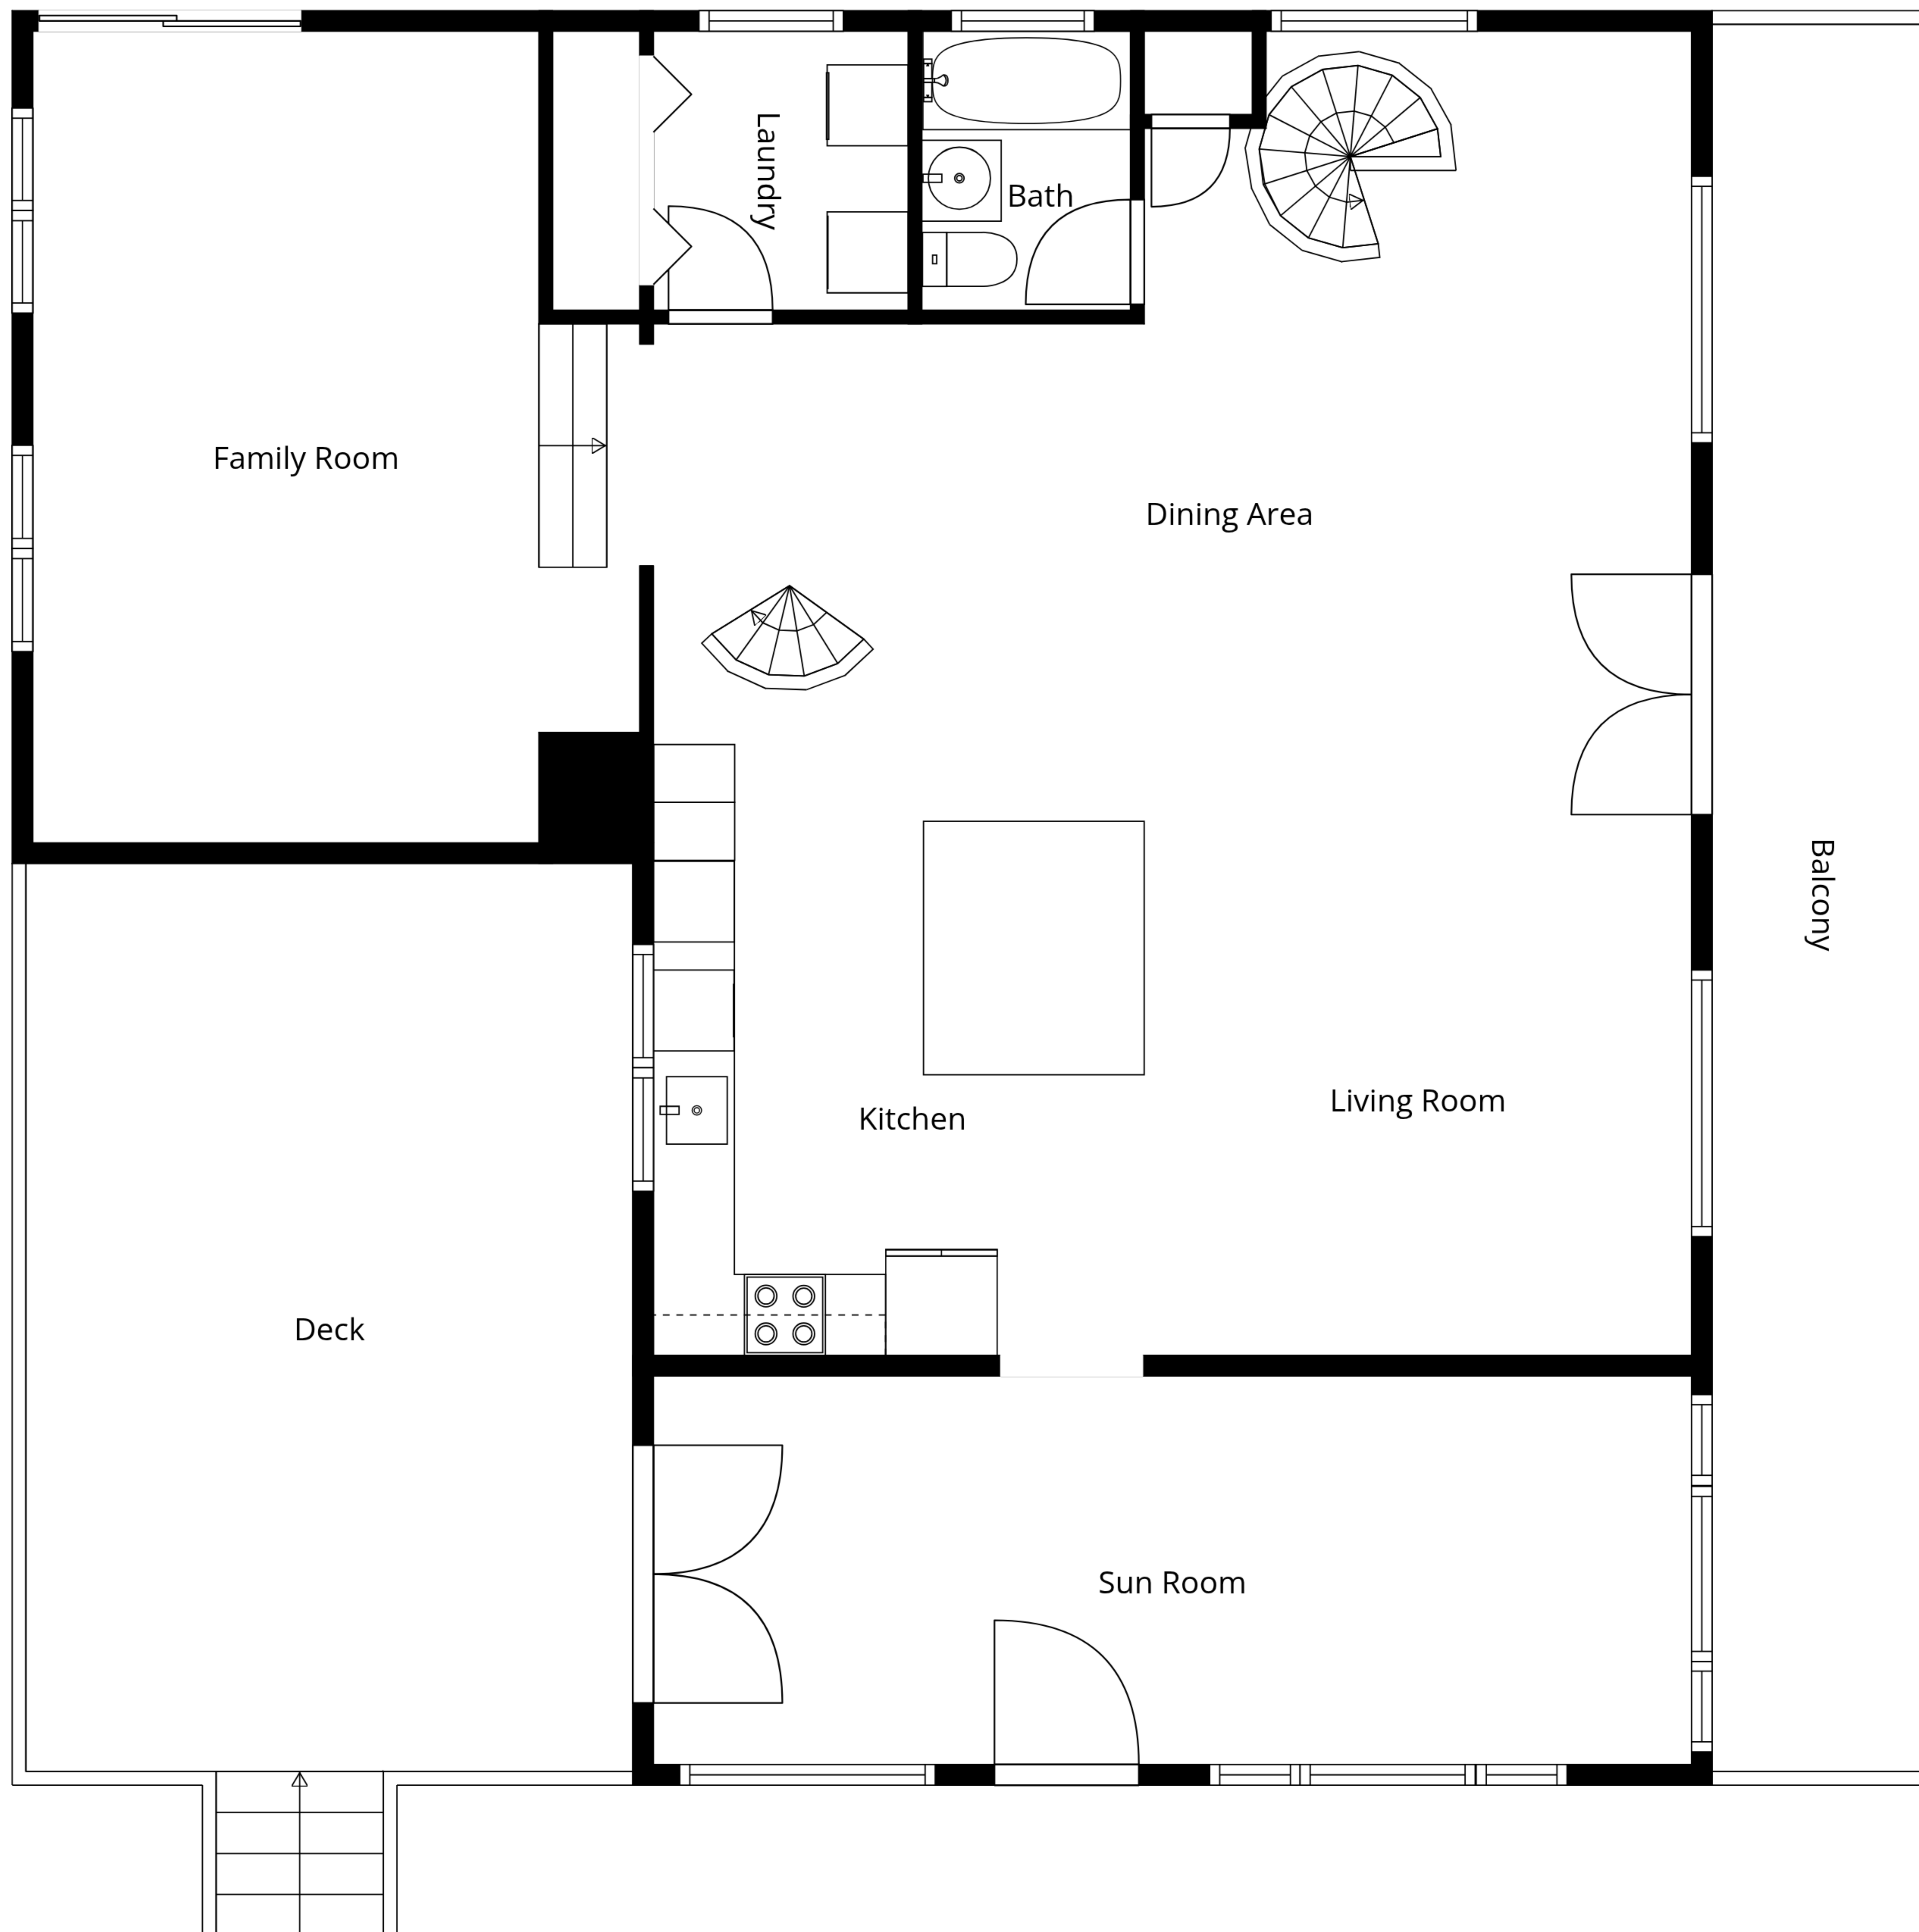 Laundry
Bath
Family Room
Dining Area
Balcony
Living Room
Kitchen
Deck
Sun Room